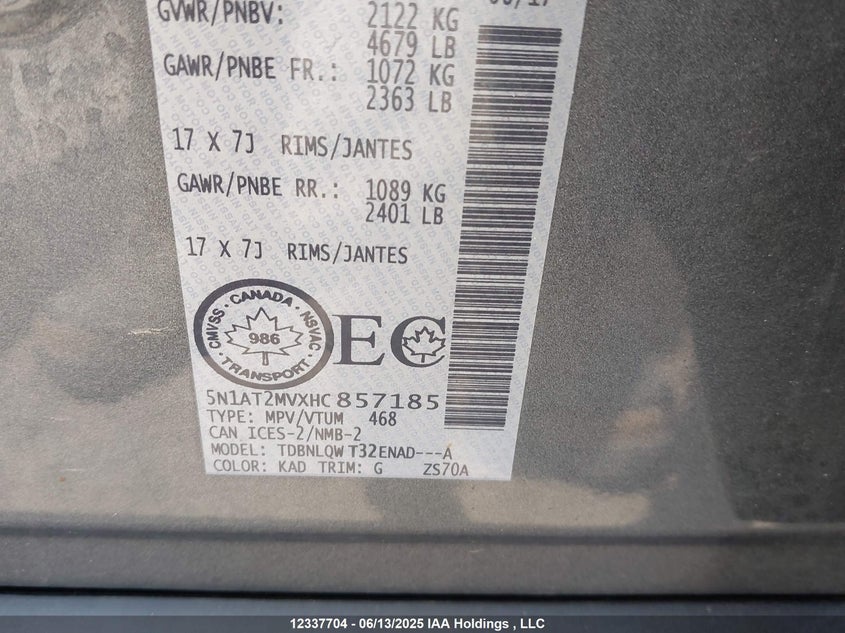 GVWR/PNBV: 2122 KG
4679 LB
GAWR/PNBE FR.: 1072 KG
2363 LB
17 X 7J RIMS/JANTES
GAWR/PNBE RR.: 1089 KG
2401 LB
17 X 7J RIMS/JANTES
CMVSS · CANADA · NSVAC
986
TRANSPORT
EC
5N1AT2MVXHC857185
TYPE: MPV/VTUM 468
CAN ICES-2/NMB-2
MODEL: TDBNLQW T32ENAD---A
COLOR: KAD TRIM: G ZS70A
12337704 - 06/13/2025 IAA Holdings , LLC